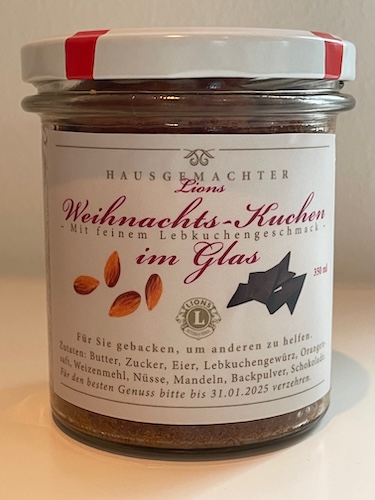 HAUSGEMACHTER
Lions
Weihnachts-Kuchen
- Mit feinem Lebkuchengeschmack -
im Glas
350 ml
LIONS
L
Für Sie gebacken, um anderen zu helfen.
Zutaten: Butter, Zucker, Eier, Lebkuchengewürz, Orangen-
saft, Weizenmehl, Nüsse, Mandeln, Backpulver, Schokolade.
Für den besten Genuss bitte bis 31.01.2025 verzehren.